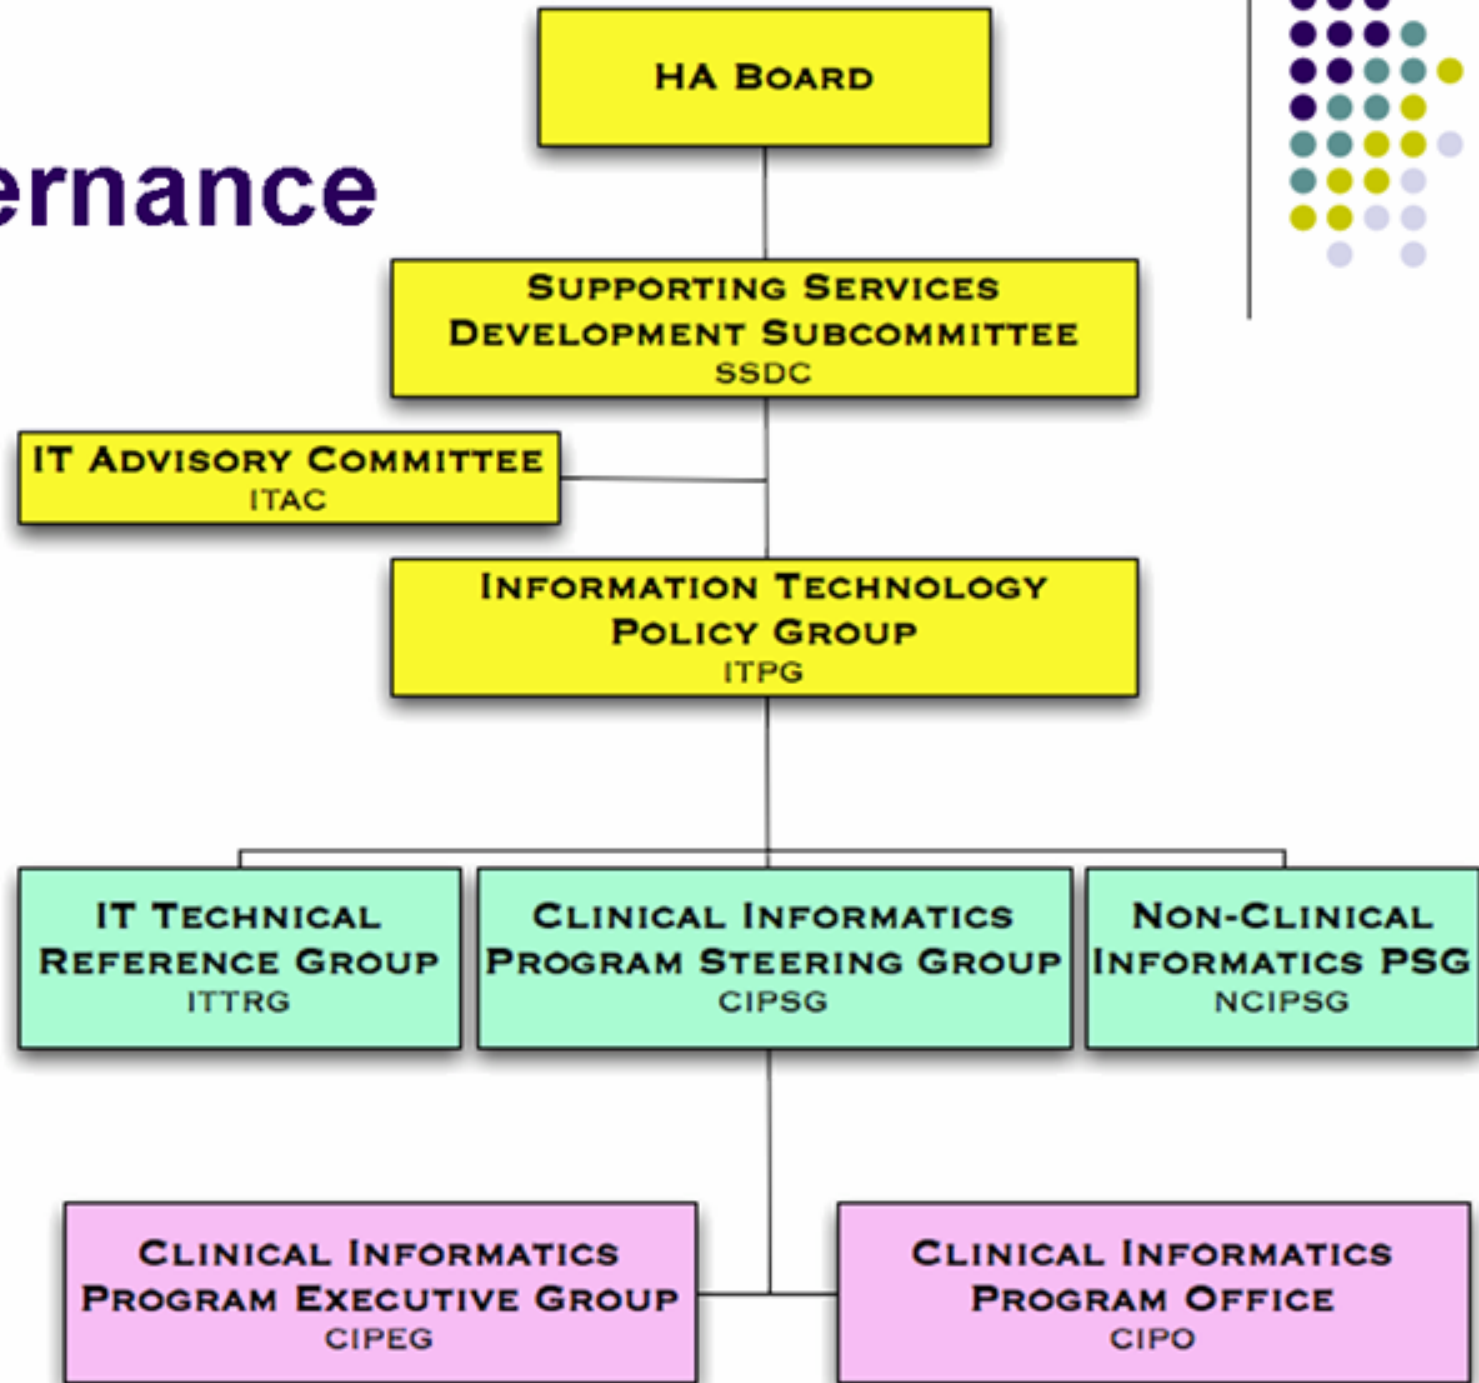 ernance
HA BOARD
SUPPORTING SERVICES
DEVELOPMENT SUBCOMMITTEE
SSDC
IT ADVISORY COMMITTEE
ITAC
INFORMATION TECHNOLOGY
POLICY GROUP
ITPG
IT TECHNICAL
REFERENCE GROUP
ITTRG
CLINICAL INFORMATICS
PROGRAM STEERING GROUP
CIPSG
NON-CLINICAL
INFORMATICS PSG
NCIPSG
CLINICAL INFORMATICS
PROGRAM EXECUTIVE GROUP
CIPEG
CLINICAL INFORMATICS
PROGRAM OFFICE
CIPO